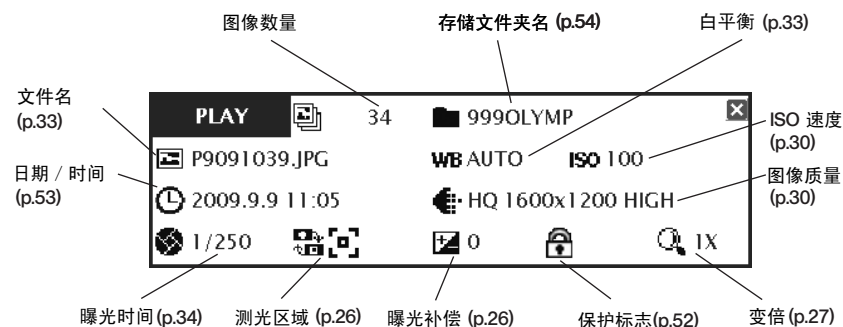 图像数量
存储文件夹名 (p.54)
白平衡 (p.33)
文件名
(p.33)
PLAY 34 999OLYMP
ISO 速度
(p.30)
P9091039.JPG WB AUTO ISO 100
日期 / 时间
(p.53)
图像质量
(p.30)
2009.9.9 11:05 HQ 1600x1200 HIGH
1/250 0 1X
曝光时间(p.34)
测光区域 (p.26)
曝光补偿 (p.26)
保护标志(p.52)
变倍(p.27)